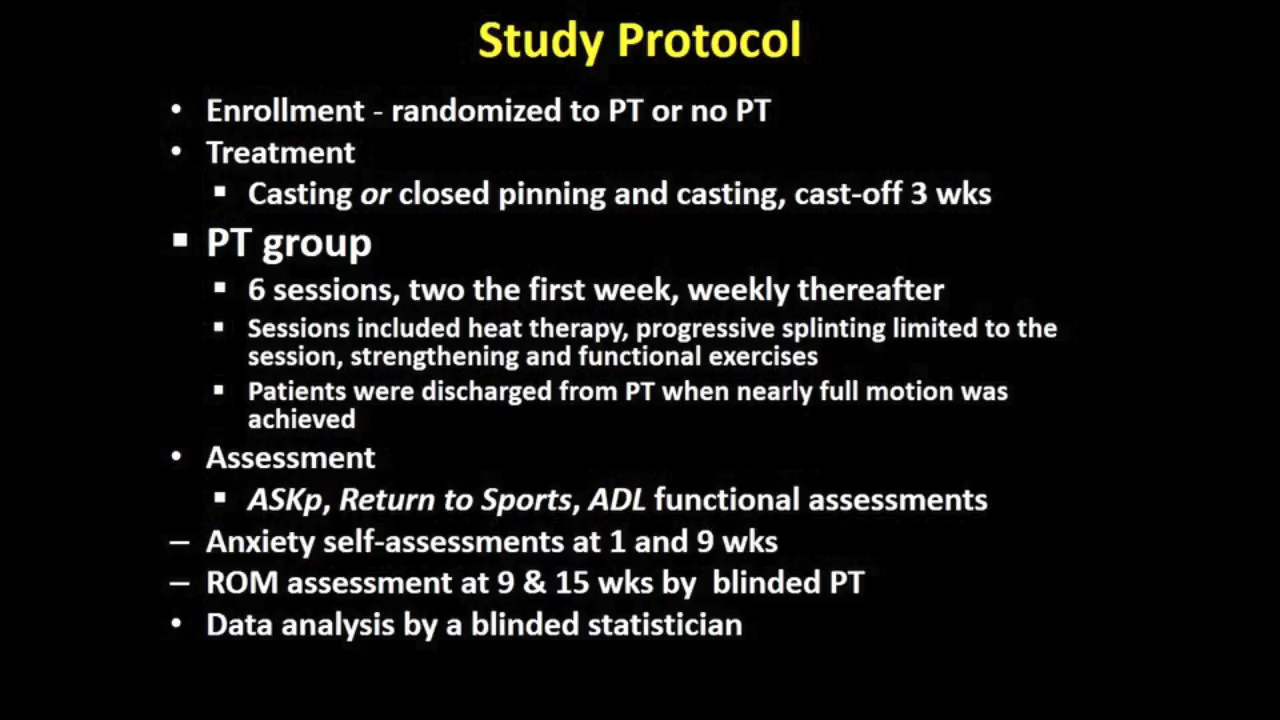 Study Protocol
• Enrollment - randomized to PT or no PT
• Treatment
▪ Casting or closed pinning and casting, cast-off 3 wks
▪ PT group
▪ 6 sessions, two the first week, weekly thereafter
▪ Sessions included heat therapy, progressive splinting limited to the
session, strengthening and functional exercises
▪ Patients were discharged from PT when nearly full motion was
achieved
• Assessment
▪ ASKp, Return to Sports, ADL functional assessments
– Anxiety self-assessments at 1 and 9 wks
– ROM assessment at 9 & 15 wks by  blinded PT
• Data analysis by a blinded statistician